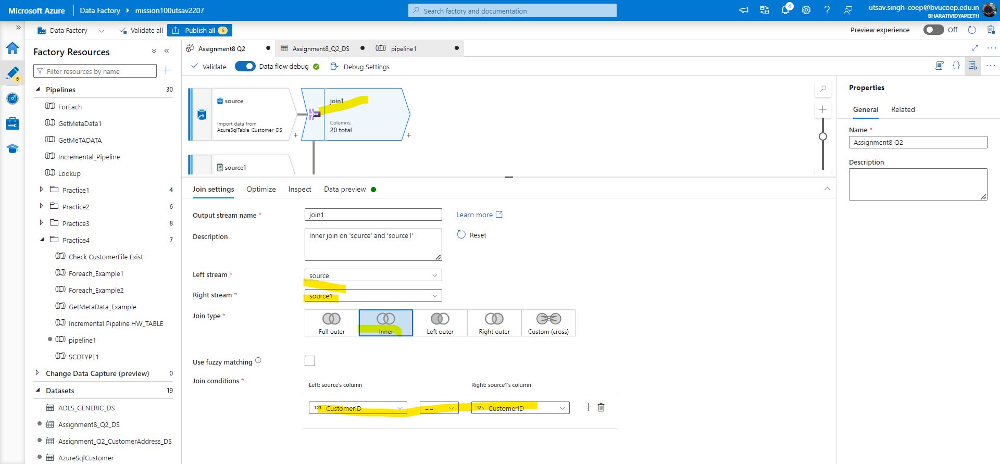 Microsoft Azure
Data Factory
mission100utsav2207
Search factory and documentation
4
utsav.singh-coep@bvucoep.edu.in
BHARATIVIDYAPEETH
Data Factory
Validate all
Publish all 6
Preview experience
Off
6
Factory Resources
Filter resources by name
Pipelines 30
ForEach
GetMetaData1
GetMeTADATA
Incremental_Pipeline
Lookup
Practice1 4
Practice2 6
Practice3 8
Practice4 7
Check CustomerFile Exist
Foreach_Example1
Foreach_Example2
GetMetaData_Example
Incremental Pipeline HW_TABLE
pipeline1
SCDTYPE1
Change Data Capture (preview) 0
Datasets 19
ADLS_GENERIC_DS
Assignment8_Q2_DS
Assignment_Q2_CustomerAddress_DS
AzureSqlCustomer
Assignment8 Q2
Assignment8_Q2_DS
pipeline1
Validate
Data flow debug
Debug Settings
source
Import data from
AzureSqlTable_Customer_DS
+
join1
Columns:
20 total
+
source1
Join settings
Optimize
Inspect
Data preview
Output stream name *
join1
Learn more
Description
Inner join on 'source' and 'source1'
Reset
Left stream *
source
Right stream *
source1
Join type *
Full outer
Inner
Left outer
Right outer
Custom (cross)
Use fuzzy matching
Join conditions *
Left: source's column
Right: source1's column
123 CustomerID
==
12s CustomerID
Properties
General
Related
Name *
Assignment8 Q2
Description